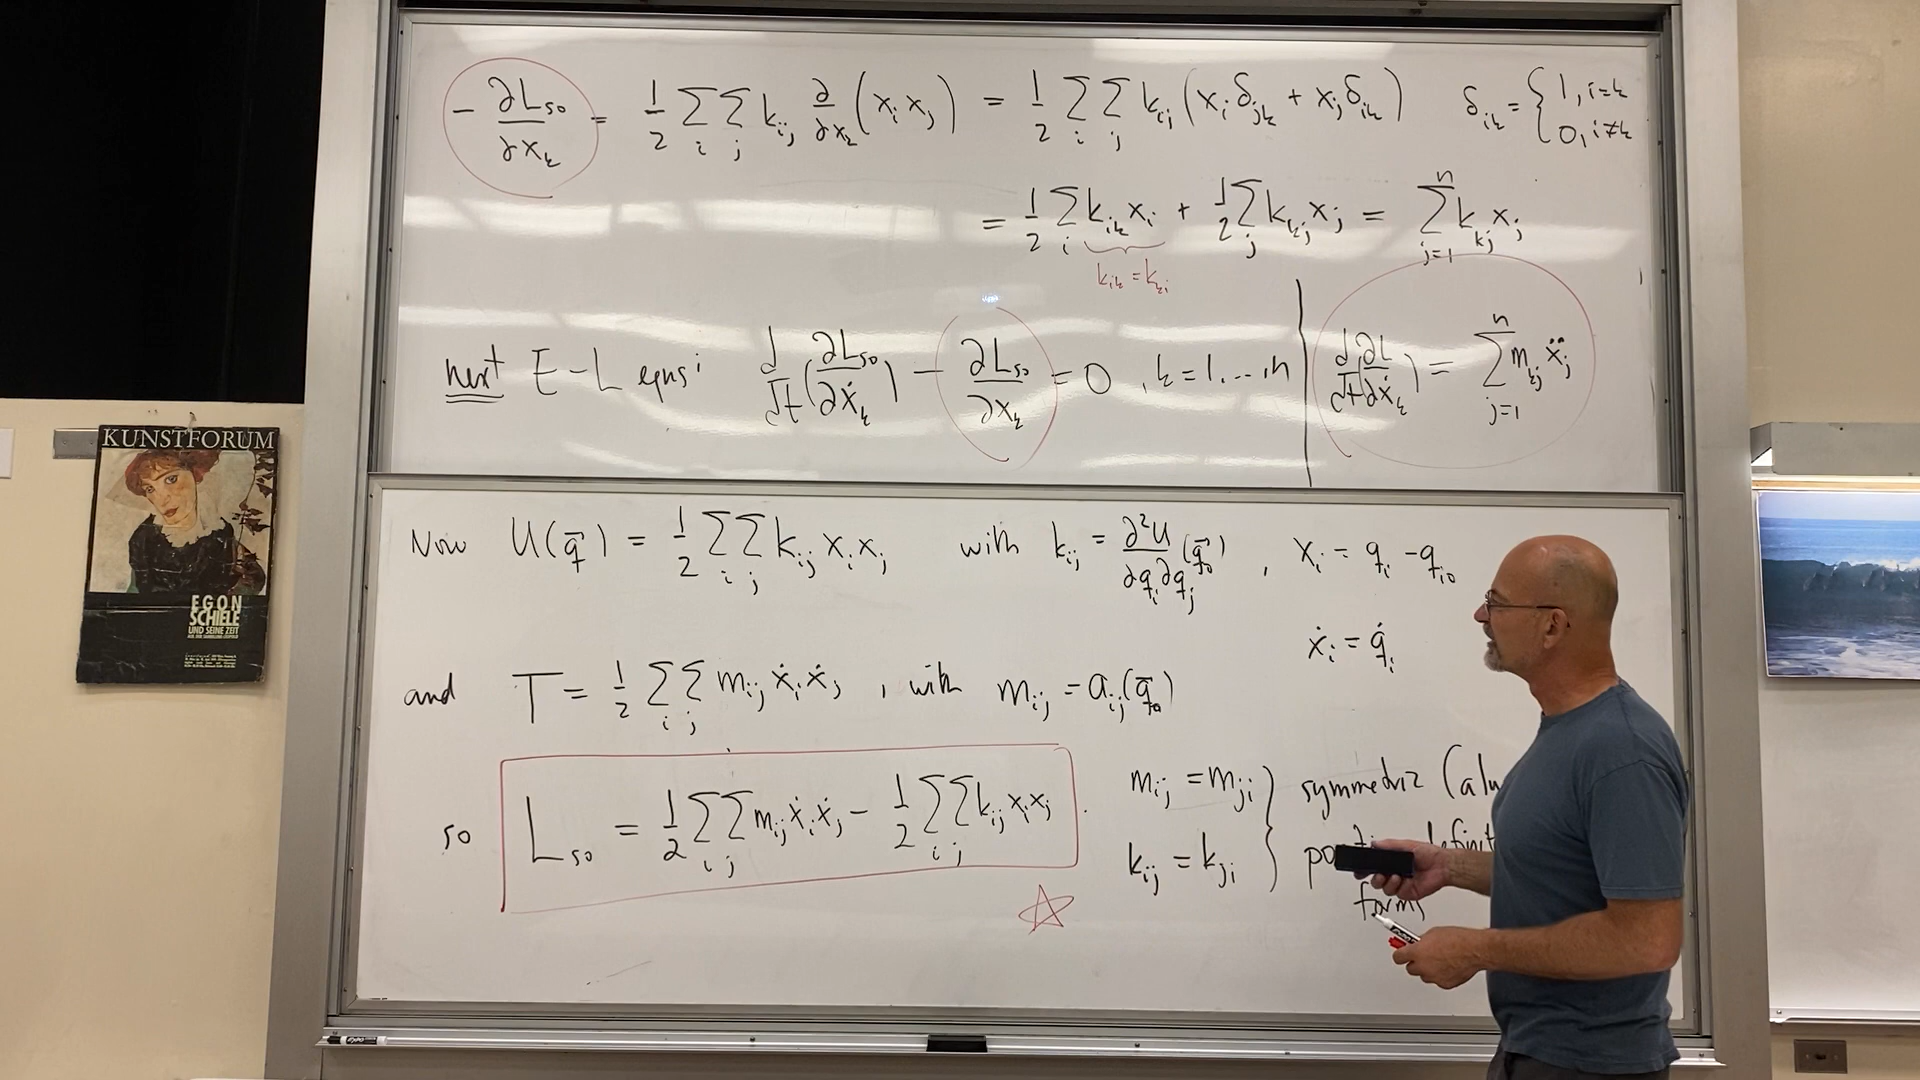 − ∂L_so/∂x_k = 1/2 Σ_i Σ_j k_ij ∂/∂x_k (x_i x_j) = 1/2 Σ_i Σ_j k_ij (x_i δ_jk + x_j δ_ik) δ_ik = { 1, i=k
0, i≠k
= 1/2 Σ_i k_ik x_i + 1/2 Σ_j k_kj x_j = Σ_{j=1}^n k_kj x_j
k_ik = k_ki
next E-L eqns: d/dt (∂L_so/∂ẋ_k) − ∂L_so/∂x_k = 0 , k=1,...,n | d/dt (∂L/∂ẋ_k) = Σ_{j=1}^n m_kj ẍ_j
KUNSTFORUM
EGON
SCHIELE
UND SEINE ZEIT
Now U(q⃗) = 1/2 Σ_i Σ_j k_ij x_i x_j with k_ij = ∂²U/∂q_i∂q_j (q⃗_0) , x_i = q_i − q_i0
ẋ_i = q̇_i
and T = 1/2 Σ_i Σ_j m_ij ẋ_i ẋ_j , with m_ij = a_ij(q⃗_0)
so L_so = 1/2 Σ_i Σ_j m_ij ẋ_i ẋ_j − 1/2 Σ_i Σ_j k_ij x_i x_j .
m_ij = m_ji } symmetric
k_ij = k_ji
forms
EXPO